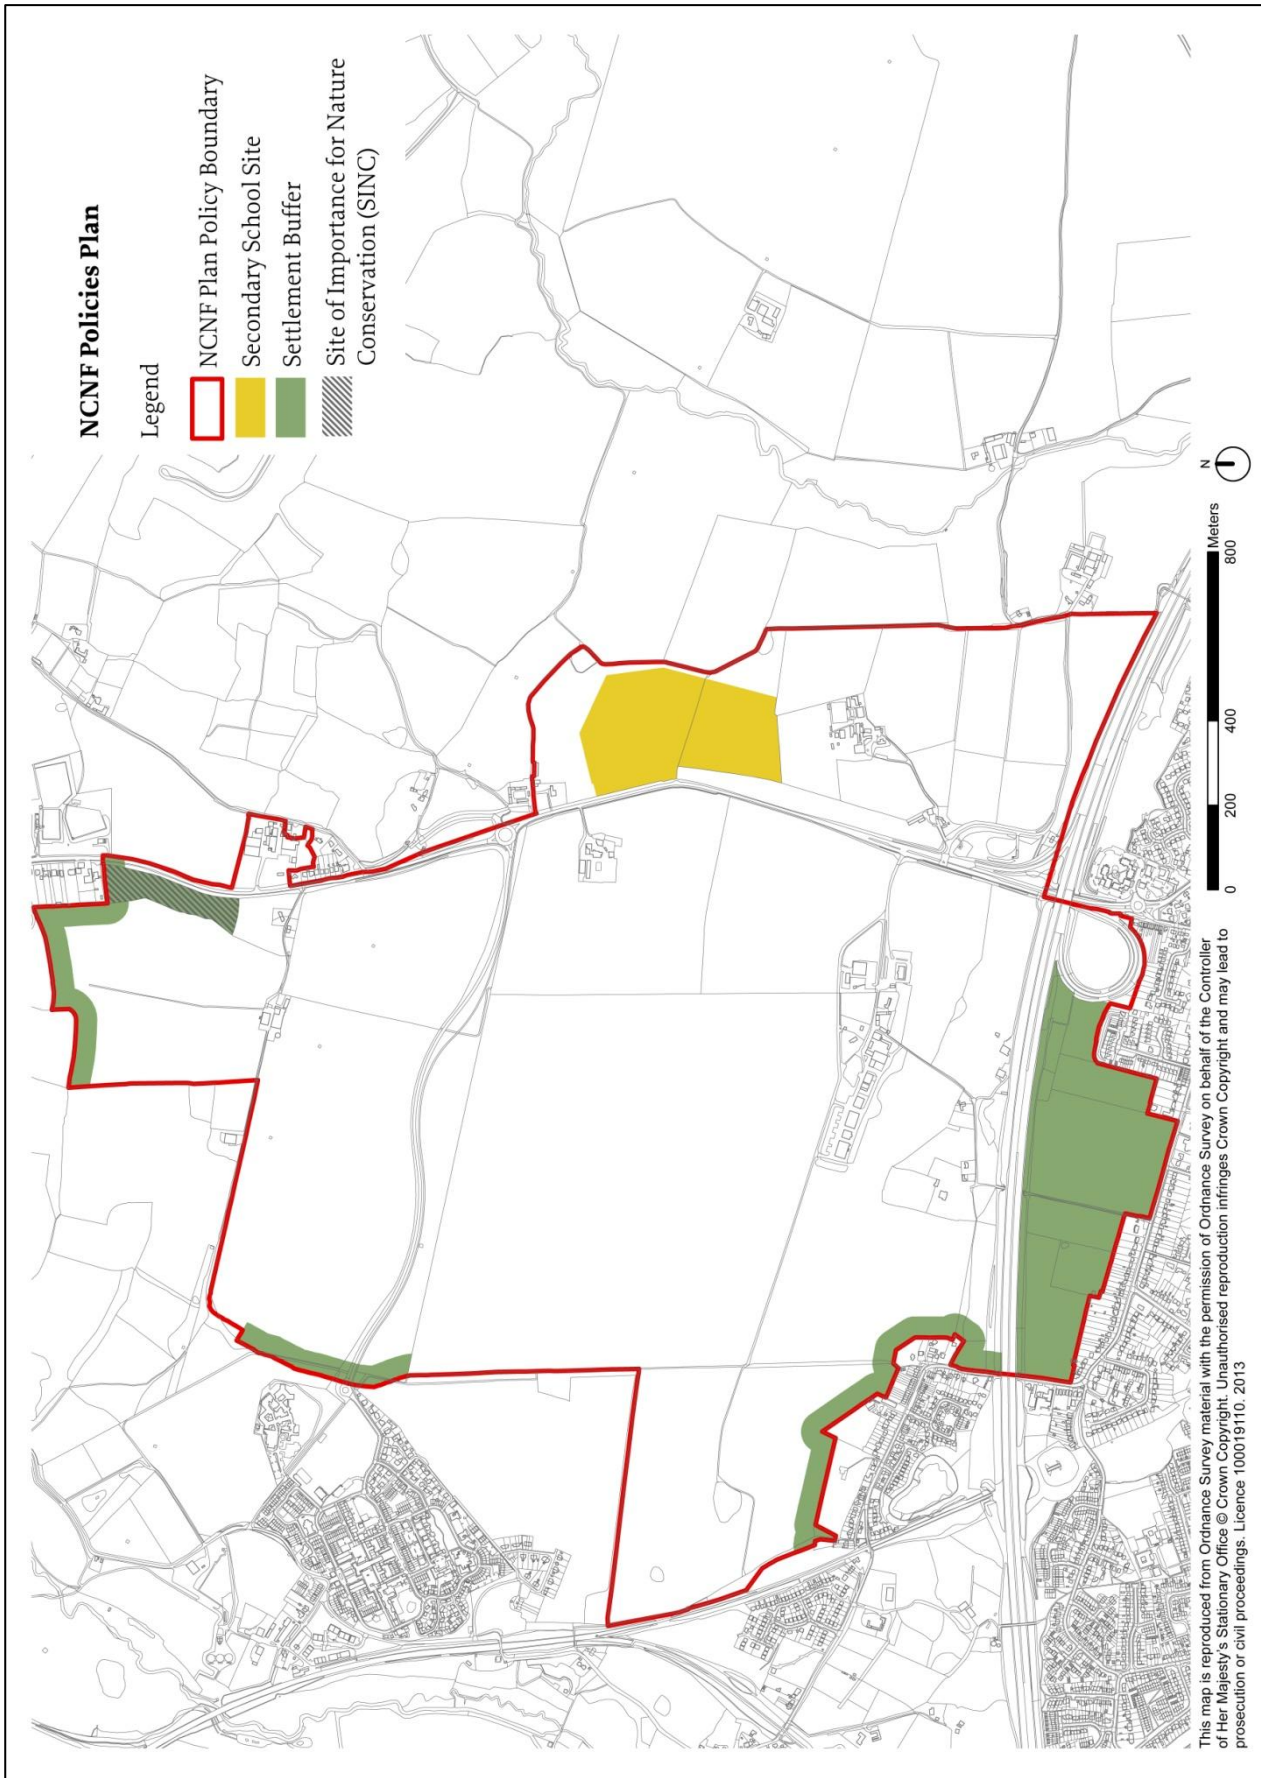 NCNF Policies Plan
Legend
NCNF Plan Policy Boundary
Secondary School Site
Settlement Buffer
Site of Importance for Nature
Conservation (SINC)
N
0 200 400 800
Meters
This map is reproduced from Ordnance Survey material with the permission of Ordnance Survey on behalf of the Controller
of Her Majesty's Stationary Office © Crown Copyright. Unauthorised reproduction infringes Crown Copyright and may lead to
prosecution or civil proceedings. Licence 100019110. 2013